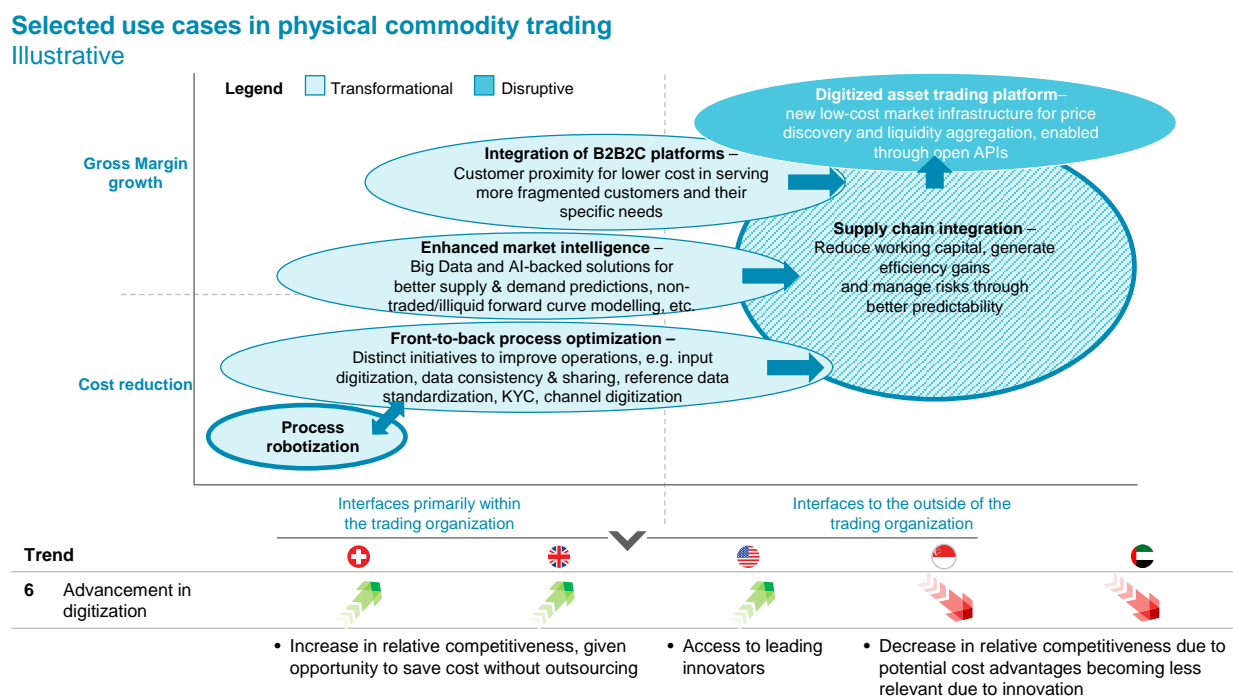 Selected use cases in physical commodity trading
Illustrative
Legend
Transformational
Disruptive
Digitized asset trading platform–
new low-cost market infrastructure for price
discovery and liquidity aggregation, enabled
through open APIs
Gross Margin
growth
Integration of B2B2C platforms –
Customer proximity for lower cost in serving
more fragmented customers and their
specific needs
Enhanced market intelligence –
Big Data and AI-backed solutions for
better supply & demand predictions, non-
traded/illiquid forward curve modelling, etc.
Supply chain integration –
Reduce working capital, generate
efficiency gains
and manage risks through
better predictability
Cost reduction
Front-to-back process optimization –
Distinct initiatives to improve operations, e.g. input
digitization, data consistency & sharing, reference data
standardization, KYC, channel digitization
Process
robotization
Interfaces primarily within
the trading organization
Interfaces to the outside of the
trading organization
Trend
6 Advancement in
digitization
• Increase in relative competitiveness, given
opportunity to save cost without outsourcing
• Access to leading
innovators
• Decrease in relative competitiveness due to
potential cost advantages becoming less
relevant due to innovation